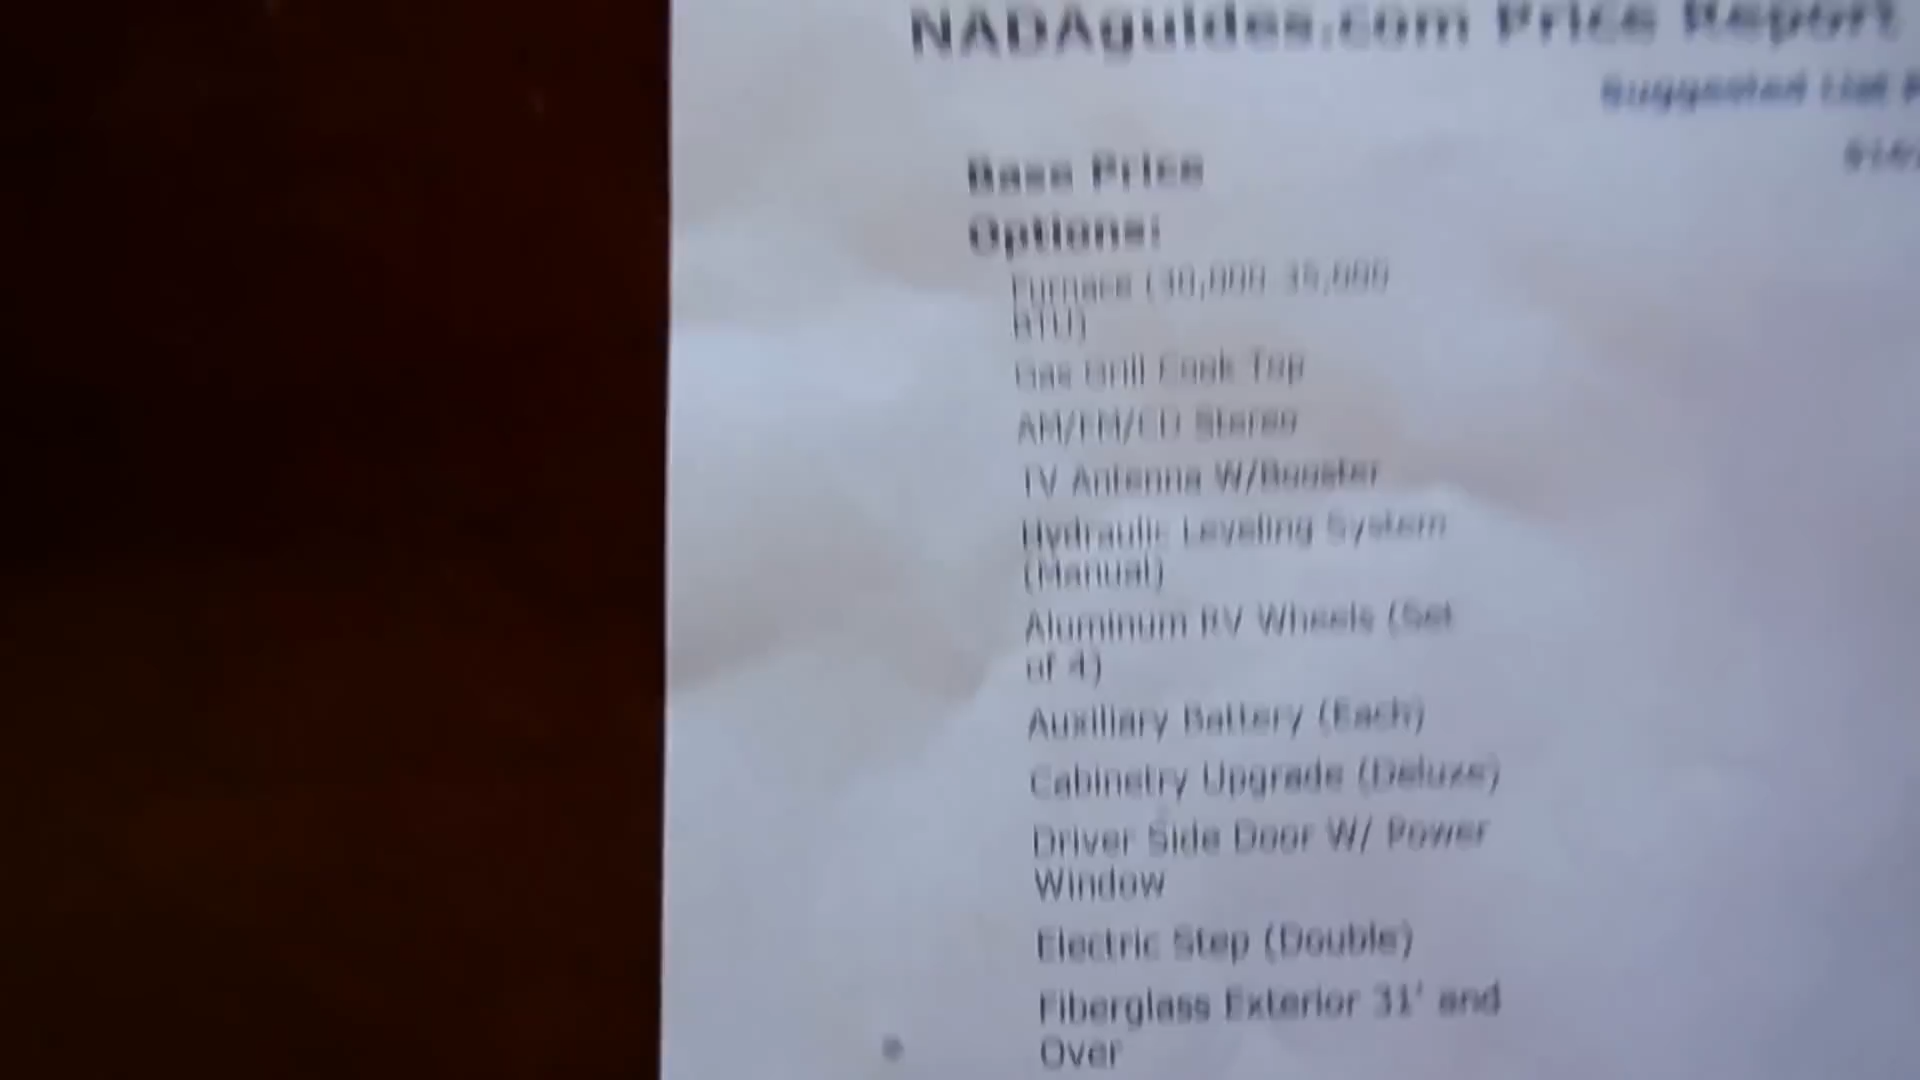 NADAguides.com Price Report
Suggested List
Base Price
Options:
Furnace (30,000-35,000
BTU)
Gas Grill Cook Top
AM/FM/CD Stereo
TV Antenna W/Booster
Hydraulic Leveling System
(Manual)
Aluminum RV Wheels (Set
of 4)
Auxiliary Battery (Each)
Cabinetry Upgrade (Deluxe)
Driver Side Door W/ Power
Window
Electric Step (Double)
Fiberglass Exterior 31' and
Over